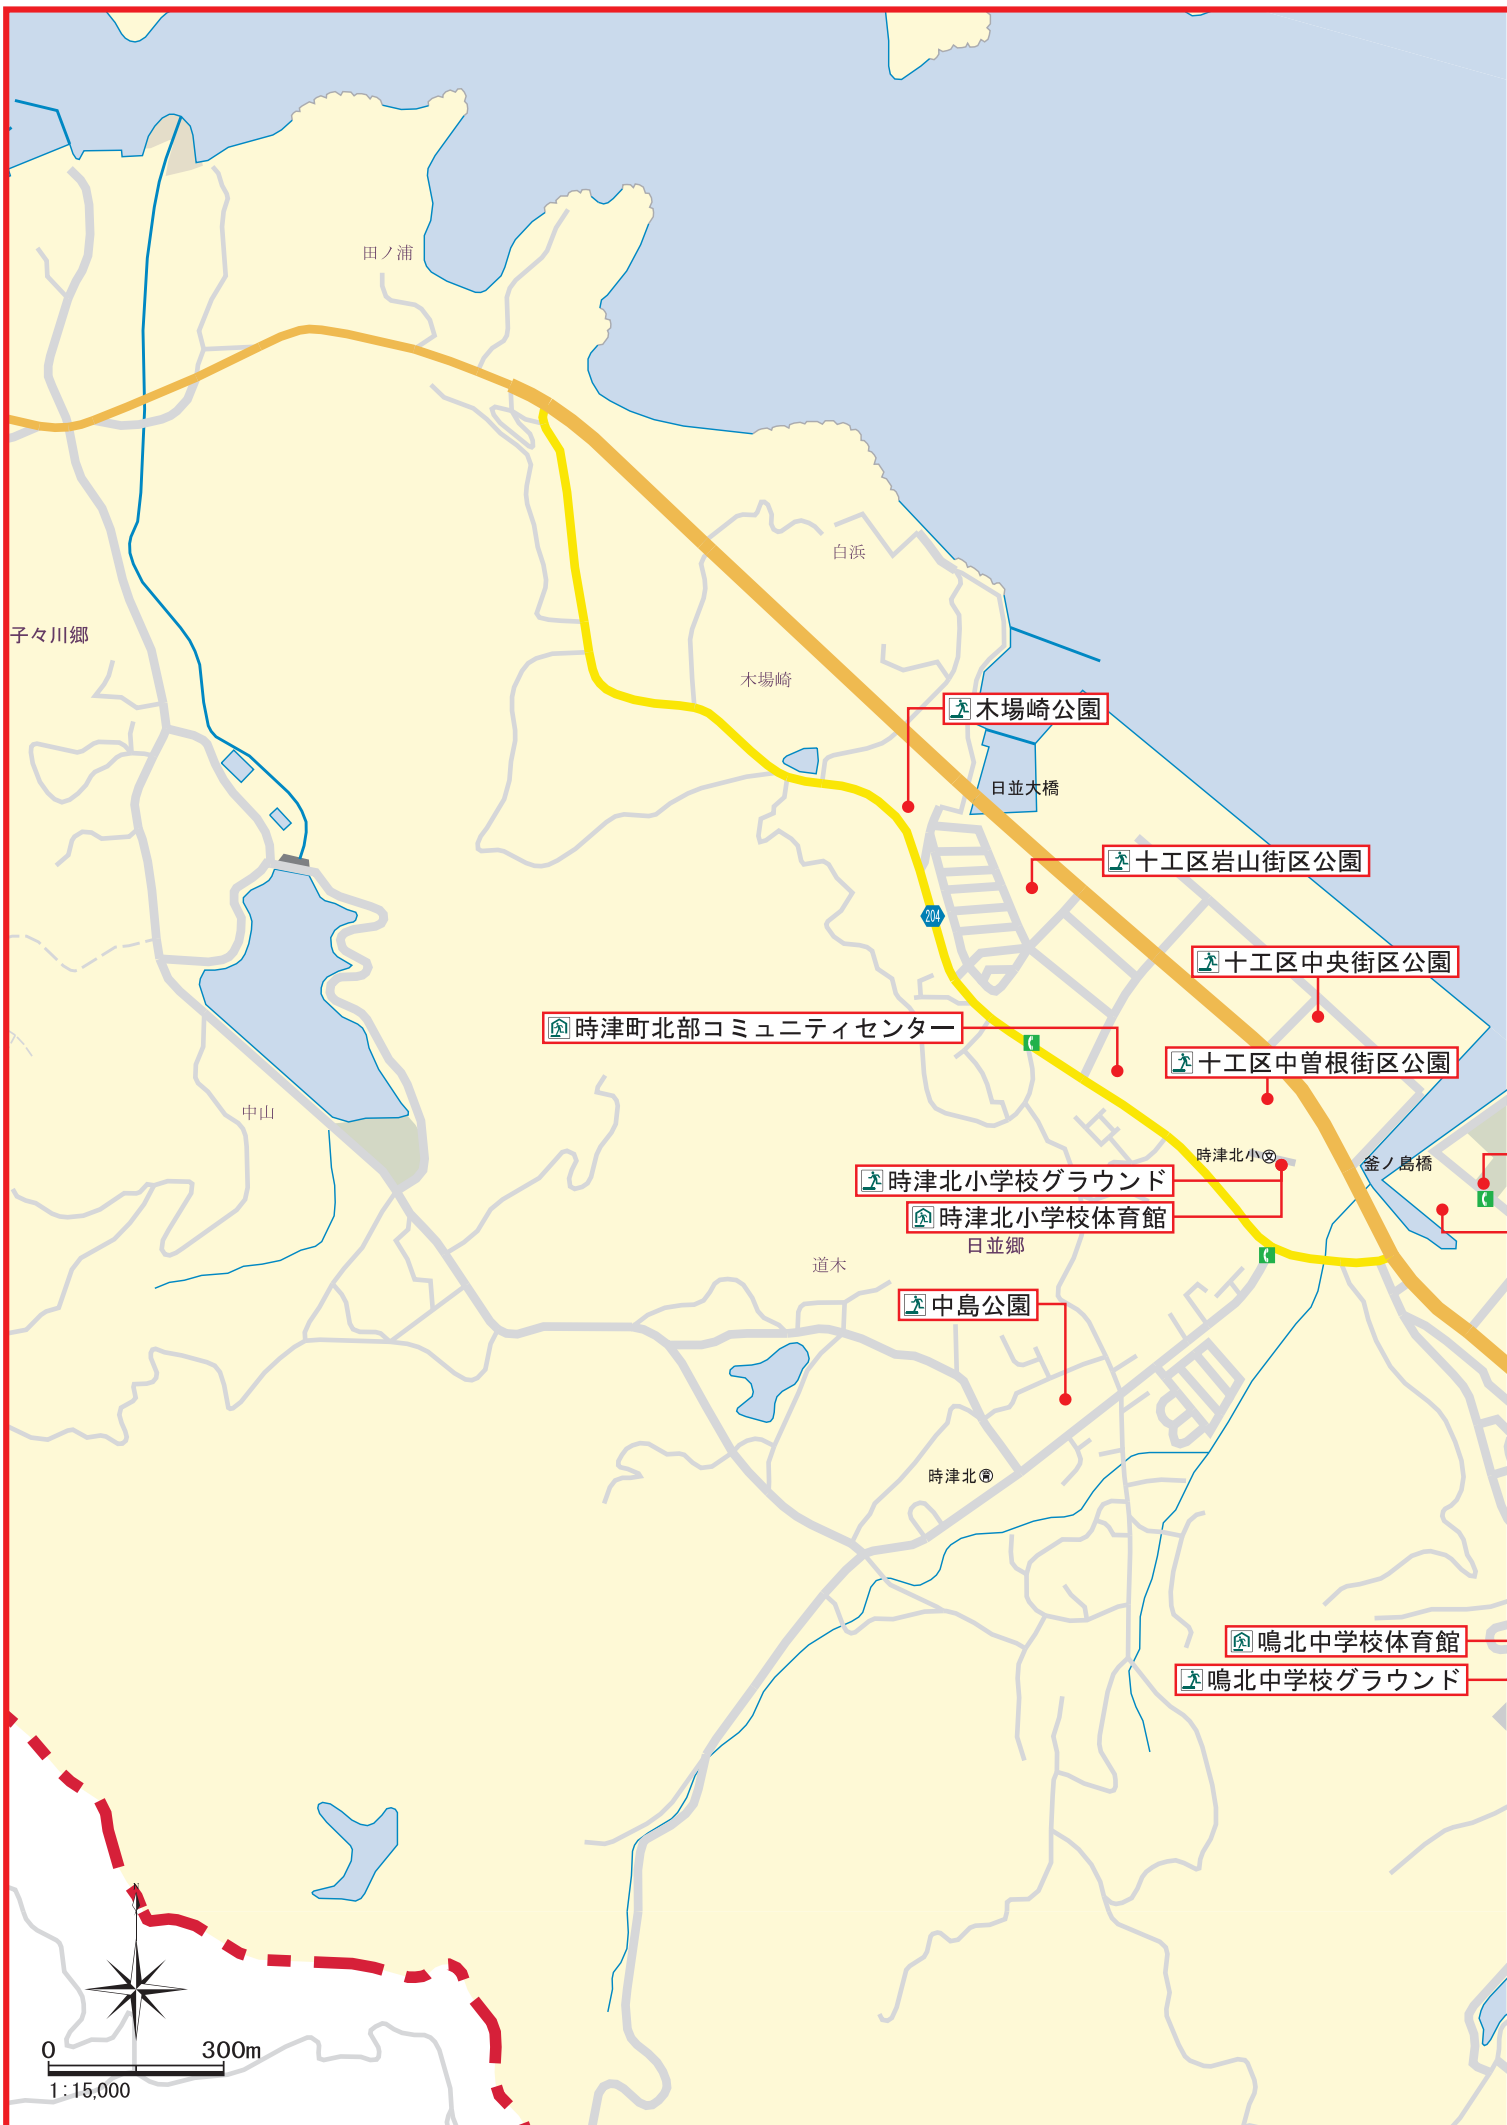 田ノ浦
白浜
子々川郷
木場崎
木場崎公園
日並大橋
十工区岩山街区公園
204
十工区中央街区公園
時津町北部コミュニティセンター
十工区中曽根街区公園
中山
時津北小 文
釜ノ島橋
時津北小学校グラウンド
時津北小学校体育館
日並郷
道木
中島公園
時津北
鳴北中学校体育館
鳴北中学校グラウンド
N
0 300m
1:15,000